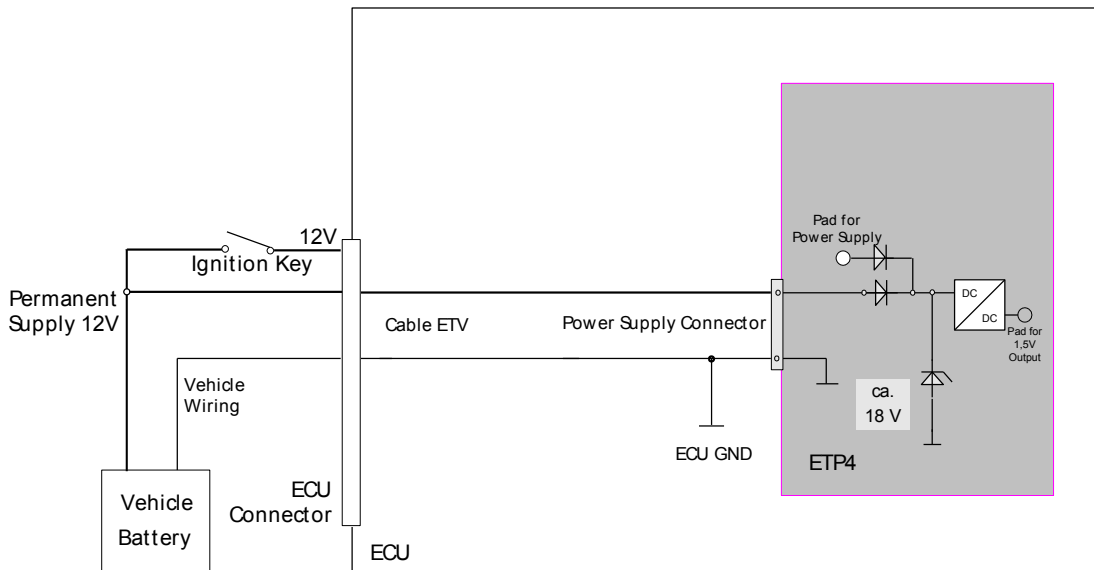 Pad for
Power Supply
12V
Ignition Key
DC
DC
Permanent
Supply 12V
Cable ETV
Power Supply Connector
Pad for
1,5V
Output
Vehicle
Wiring
ca.
18 V
ECU GND
ETP4
Vehicle
Battery
ECU
Connector
ECU